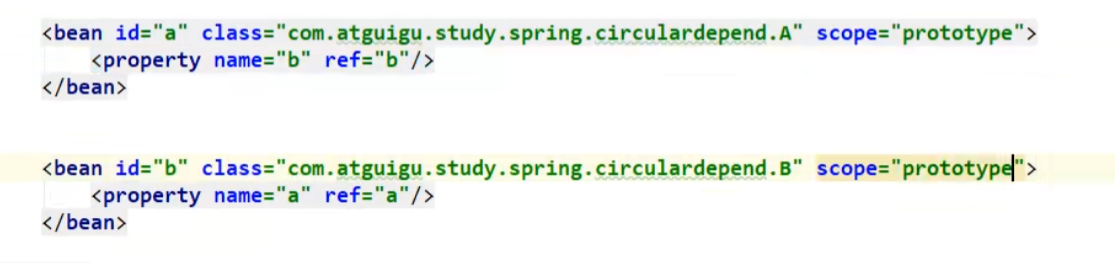 <bean id="a" class="com.atguigu.study.spring.circulardepend.A" scope="prototype">
<property name="b" ref="b"/>
</bean>
<bean id="b" class="com.atguigu.study.spring.circulardepend.B" scope="prototype">
<property name="a" ref="a"/>
</bean>